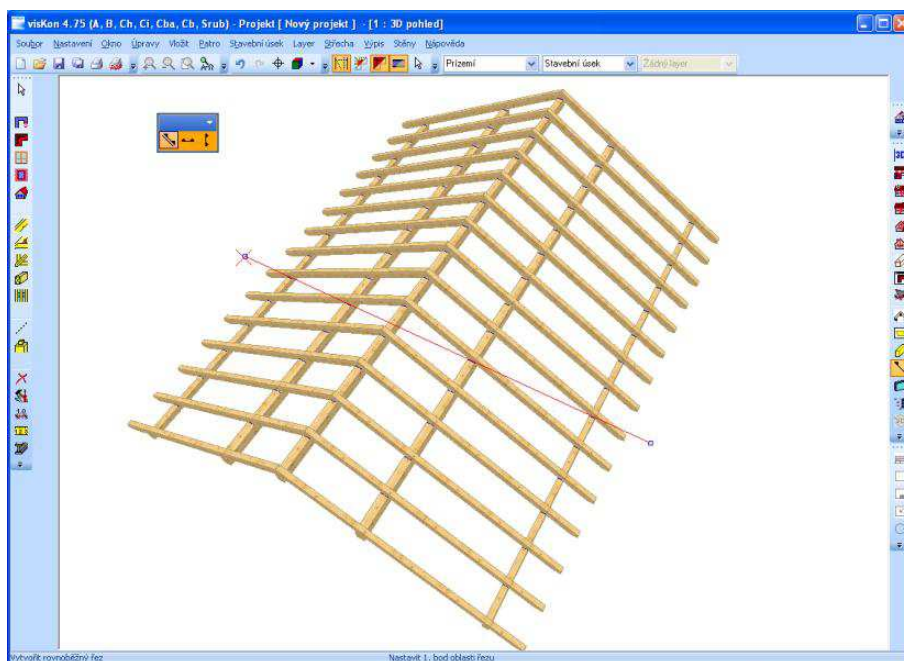 visKon 4.75 (A, B, Ch, Ci, Cba, Cb, Srub) - Projekt [ Nový projekt ] - [1 : 3D pohled]
Soubor Nastavení Okno Úpravy Vložit Patro Stavební úsek Layer Střecha Výpis Stěny Nápověda
Prízemí Stavební úsek Žádný layer
3D
Vytvořit rovnoběžný řez Nastavit 1. bod oblasti řezu